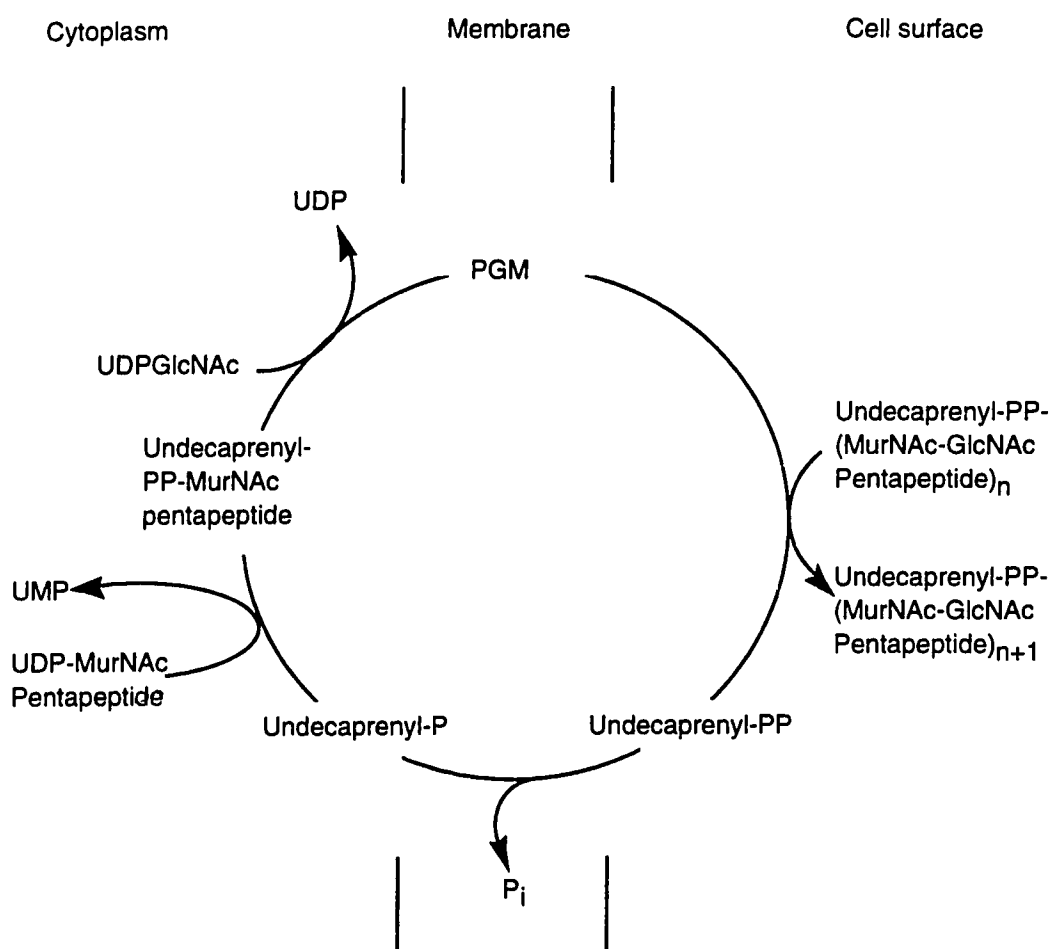 Cytoplasm
Membrane
Cell surface
UDP
PGM
UDPGlcNAc
Undecaprenyl-
PP-MurNAc
pentapeptide
Undecaprenyl-PP-
(MurNAc-GlcNAc
Pentapeptide)n
UMP
UDP-MurNAc
Pentapeptide
Undecaprenyl-PP-
(MurNAc-GlcNAc
Pentapeptide)n+1
Undecaprenyl-P
Undecaprenyl-PP
Pi